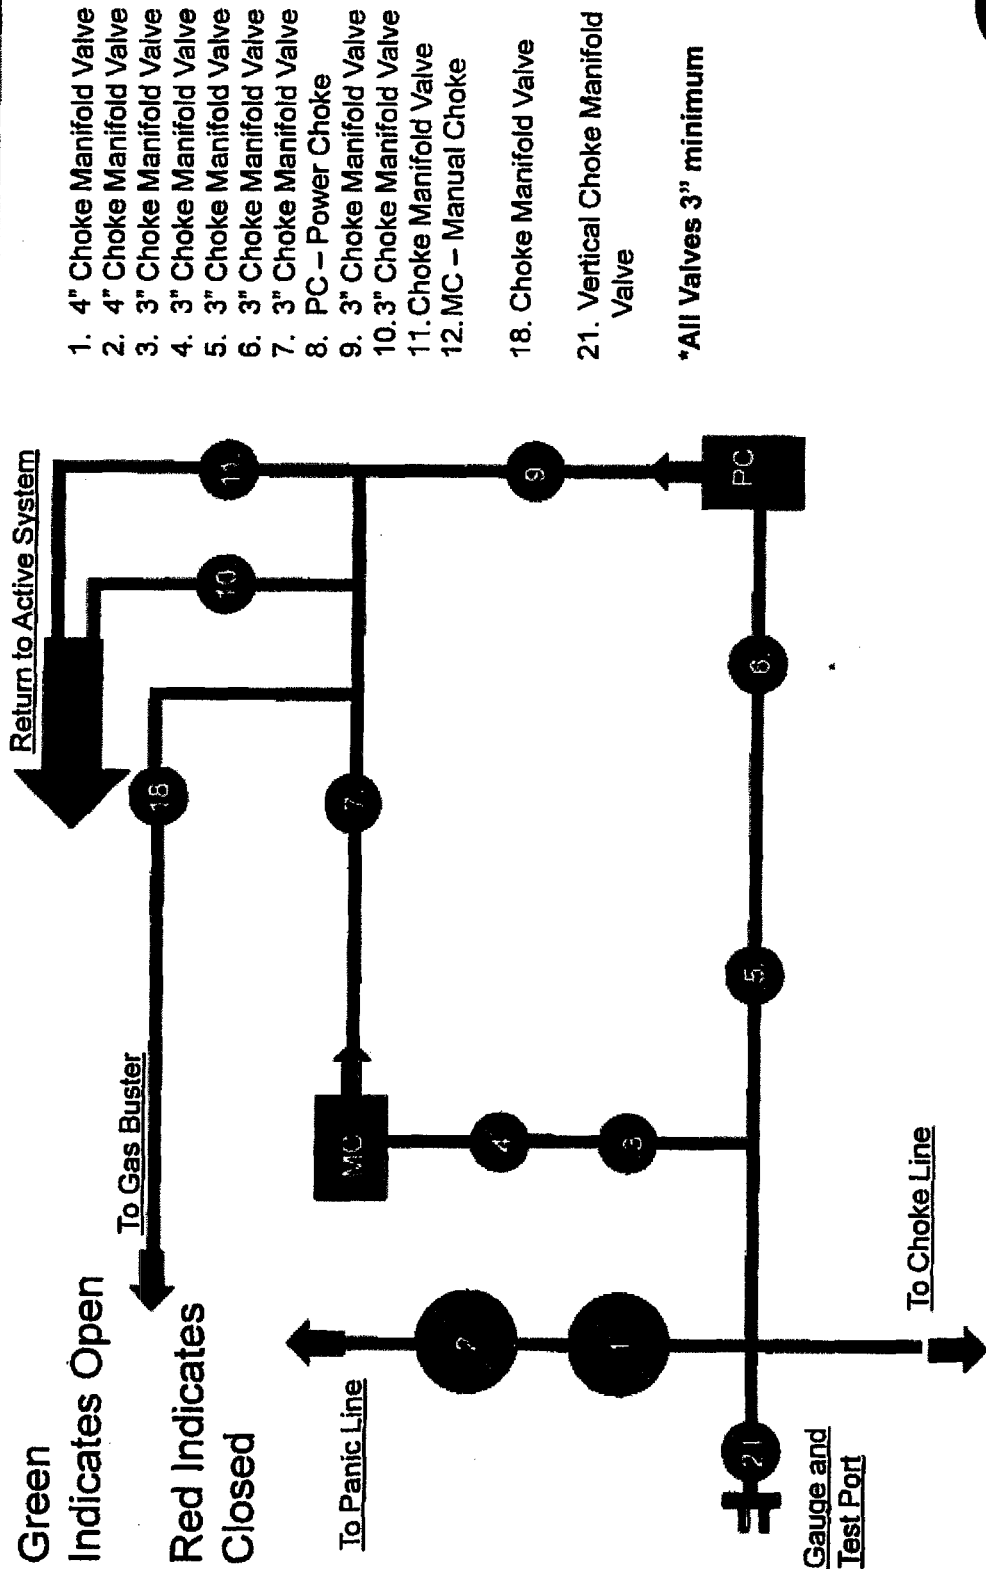 Green
Indicates Open
Red Indicates
Closed
Return to Active System
To Gas Buster
To Panic Line
To Choke Line
Gauge and
Test Port
11.
10
18
9
7.
PC
6.
5.
MC
4
3
2
1
21
1. 4" Choke Manifold Valve
2. 4" Choke Manifold Valve
3. 3" Choke Manifold Valve
4. 3" Choke Manifold Valve
5. 3" Choke Manifold Valve
6. 3" Choke Manifold Valve
7. 3" Choke Manifold Valve
8. PC – Power Choke
9. 3" Choke Manifold Valve
10. 3" Choke Manifold Valve
11. Choke Manifold Valve
12. MC – Manual Choke
18. Choke Manifold Valve
21. Vertical Choke Manifold
Valve
*All Valves 3" minimum